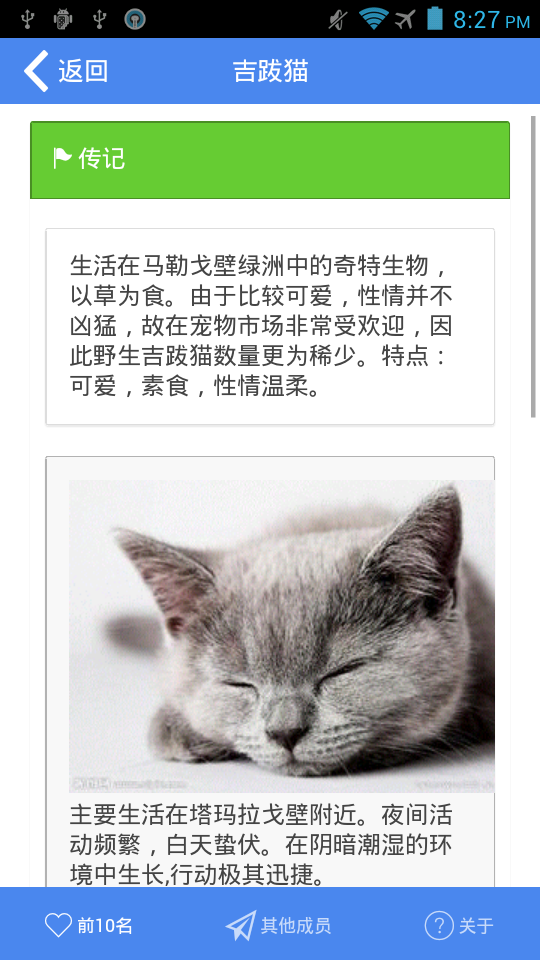 8:27 PM
返回
吉跋猫
传记
生活在马勒戈壁绿洲中的奇特生物，
以草为食。由于比较可爱，性情并不
凶猛，故在宠物市场非常受欢迎，因
此野生吉跋猫数量更为稀少。特点：
可爱，素食，性情温柔。
主要生活在塔玛拉戈壁附近。夜间活
动频繁，白天蛰伏。在阴暗潮湿的环
境中生长,行动极其迅捷。
前10名
其他成员
关于